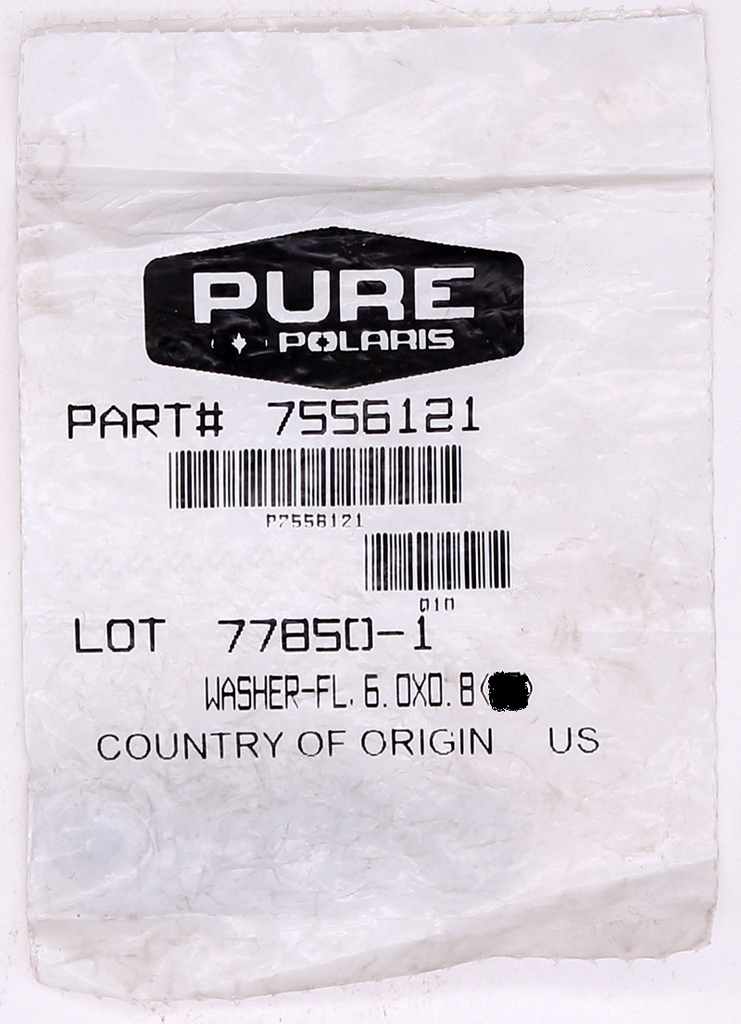 PURE
POLARIS
PART# 7556121
P7556121
010
LOT 77850-1
WASHER-FL, 6.0X0.8(
COUNTRY OF ORIGIN US